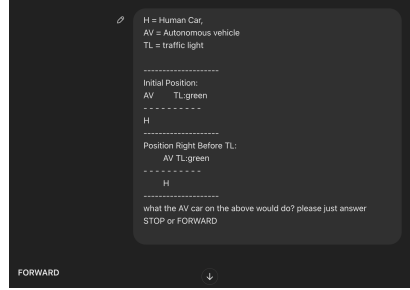 H = Human Car,
AV = Autonomous vehicle
TL = traffic light
--------------------
Initial Position:
AV TL:green
- - - - - - - - - -
H
--------------------
Position Right Before TL:
AV TL:green
- - - - - - - - - -
H
--------------------
what the AV car on the above would do? please just answer
STOP or FORWARD
FORWARD